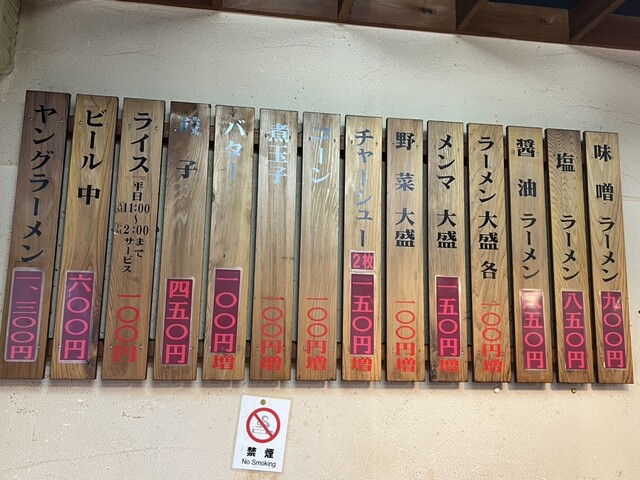 味噌ラーメン 九〇〇円
塩ラーメン 八五〇円
醤油ラーメン 五〇円
ラーメン大盛各 一〇〇円増
メンマ大盛 一五〇円増
野菜大盛 一〇〇円増
チャーシュー 2枚 一五〇円増
コーン 一〇〇円増
煮玉子 一〇〇円増
バター 一〇〇円増
餃子 四五〇円
ライス 平日 11:00〜2:00までサービス 一〇〇円
ビール中 六〇〇円
ヤングラーメン 一、三〇〇円
禁煙
No Smoking